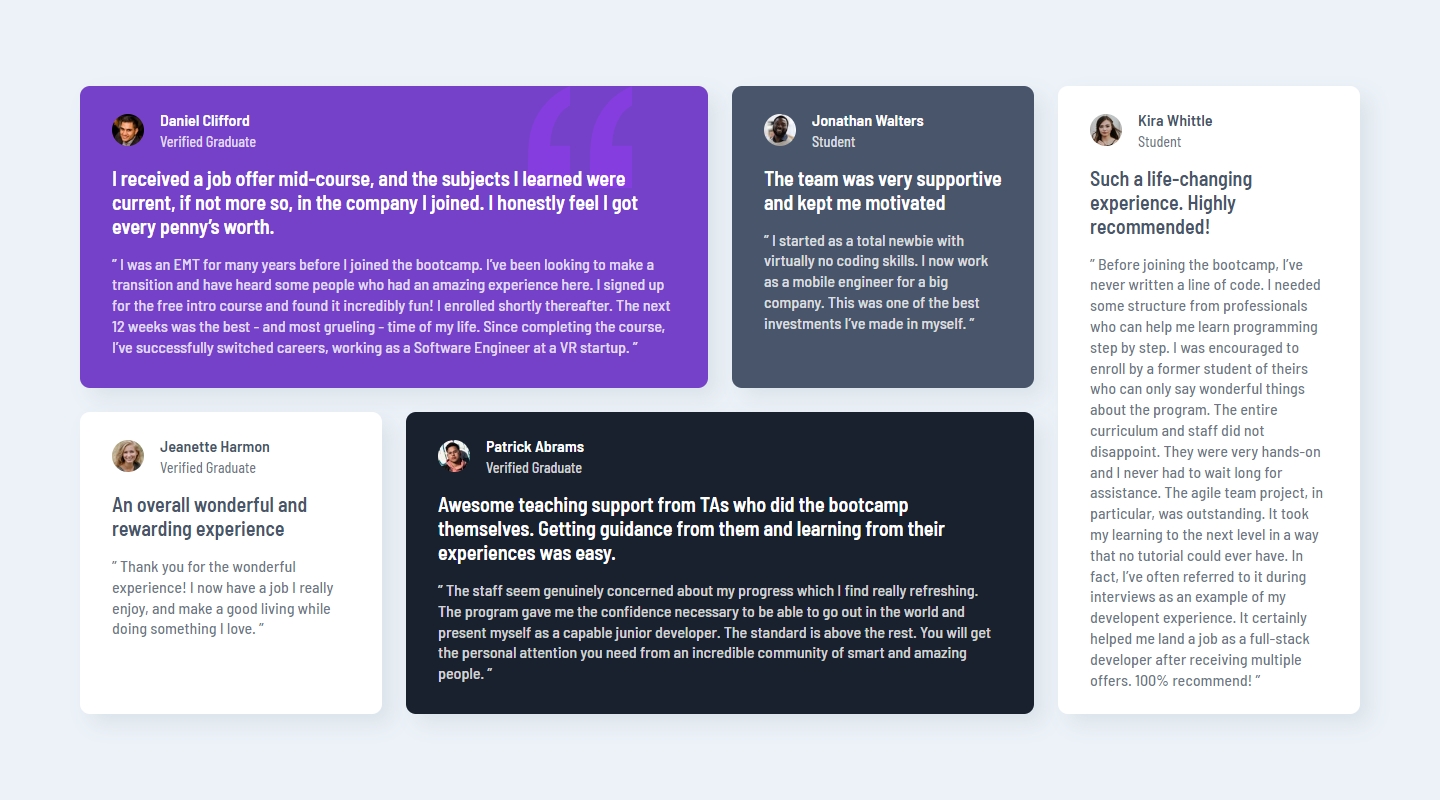 Daniel Clifford
Verified Graduate
I received a job offer mid-course, and the subjects I learned were
current, if not more so, in the company I joined. I honestly feel I got
every penny’s worth.
“ I was an EMT for many years before I joined the bootcamp. I’ve been looking to make a
transition and have heard some people who had an amazing experience here. I signed up
for the free intro course and found it incredibly fun! I enrolled shortly thereafter. The next
12 weeks was the best - and most grueling - time of my life. Since completing the course,
I’ve successfully switched careers, working as a Software Engineer at a VR startup. ”
Jonathan Walters
Student
The team was very supportive
and kept me motivated
“ I started as a total newbie with
virtually no coding skills. I now work
as a mobile engineer for a big
company. This was one of the best
investments I’ve made in myself. ”
Kira Whittle
Student
Such a life-changing
experience. Highly
recommended!
“ Before joining the bootcamp, I’ve
never written a line of code. I needed
some structure from professionals
who can help me learn programming
step by step. I was encouraged to
enroll by a former student of theirs
who can only say wonderful things
about the program. The entire
curriculum and staff did not
disappoint. They were very hands-on
and I never had to wait long for
assistance. The agile team project, in
particular, was outstanding. It took
my learning to the next level in a way
that no tutorial could ever have. In
fact, I’ve often referred to it during
interviews as an example of my
developent experience. It certainly
helped me land a job as a full-stack
developer after receiving multiple
offers. 100% recommend! ”
Jeanette Harmon
Verified Graduate
An overall wonderful and
rewarding experience
“ Thank you for the wonderful
experience! I now have a job I really
enjoy, and make a good living while
doing something I love. ”
Patrick Abrams
Verified Graduate
Awesome teaching support from TAs who did the bootcamp
themselves. Getting guidance from them and learning from their
experiences was easy.
“ The staff seem genuinely concerned about my progress which I find really refreshing.
The program gave me the confidence necessary to be able to go out in the world and
present myself as a capable junior developer. The standard is above the rest. You will get
the personal attention you need from an incredible community of smart and amazing
people. ”